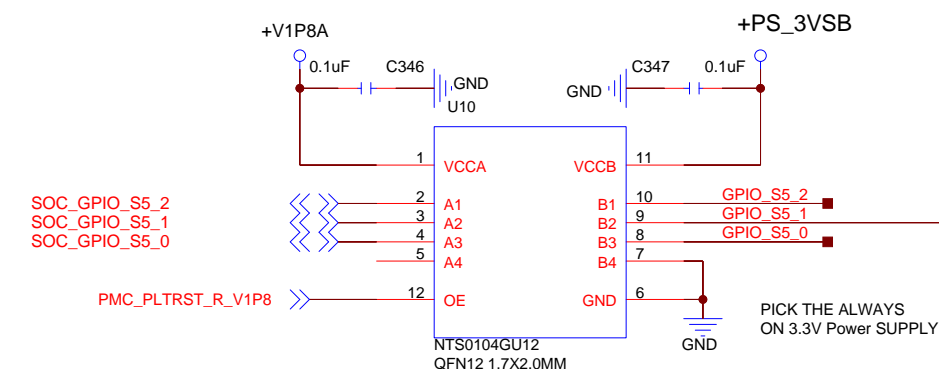 +V1P8A
+PS_3VSB
0.1uF C346 GND
C347 0.1uF
GND
U10
1 VCCA VCCB 11
SOC_GPIO_S5_2 2 A1 B1 10 GPIO_S5_2
SOC_GPIO_S5_1 3 A2 B2 9 GPIO_S5_1
SOC_GPIO_S5_0 4 A3 B3 8 GPIO_S5_0
5 A4 B4 7
PMC_PLTRST_R_V1P8 12 OE GND 6
PICK THE ALWAYS
ON 3.3V Power SUPPLY
GND
NTS0104GU12
QFN12 1.7X2.0MM